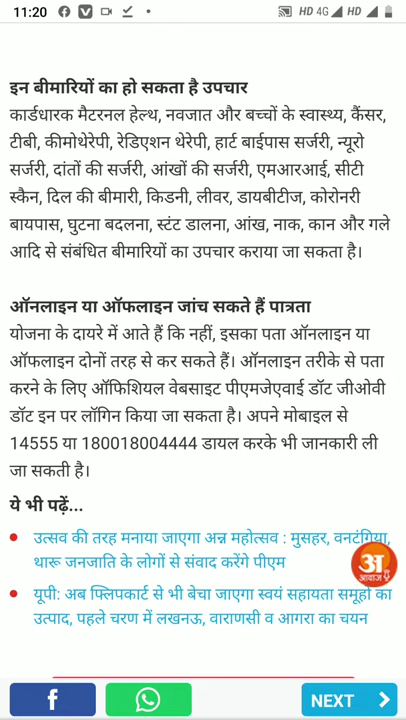 11:20
HD 4G HD
इन बीमारियों का हो सकता है उपचार
कार्डधारक मैटरनल हेल्थ, नवजात और बच्चों के स्वास्थ्य, कैंसर,
टीबी, कीमोथेरेपी, रेडिएशन थेरेपी, हार्ट बाईपास सर्जरी, न्यूरो
सर्जरी, दांतों की सर्जरी, आंखों की सर्जरी, एमआरआई, सीटी
स्कैन, दिल की बीमारी, किडनी, लीवर, डायबीटीज, कोरोनरी
बायपास, घुटना बदलना, स्टंट डालना, आंख, नाक, कान और गले
आदि से संबंधित बीमारियों का उपचार कराया जा सकता है।
ऑनलाइन या ऑफलाइन जांच सकते हैं पात्रता
योजना के दायरे में आते हैं कि नहीं, इसका पता ऑनलाइन या
ऑफलाइन दोनों तरह से कर सकते हैं। ऑनलाइन तरीके से पता
करने के लिए ऑफिशियल वेबसाइट पीएमजेएवाई डॉट जीओवी
डॉट इन पर लॉगिन किया जा सकता है। अपने मोबाइल से
14555 या 180018004444 डायल करके भी जानकारी ली
जा सकती है।
ये भी पढ़ें...
उत्सव की तरह मनाया जाएगा अन्न महोत्सव : मुसहर, वनटंगिया,
थारू जनजाति के लोगों से संवाद करेंगे पीएम
अ
आवाज़
यूपी: अब फ्लिपकार्ट से भी बेचा जाएगा स्वयं सहायता समूहों का
उत्पाद, पहले चरण में लखनऊ, वाराणसी व आगरा का चयन
f
NEXT